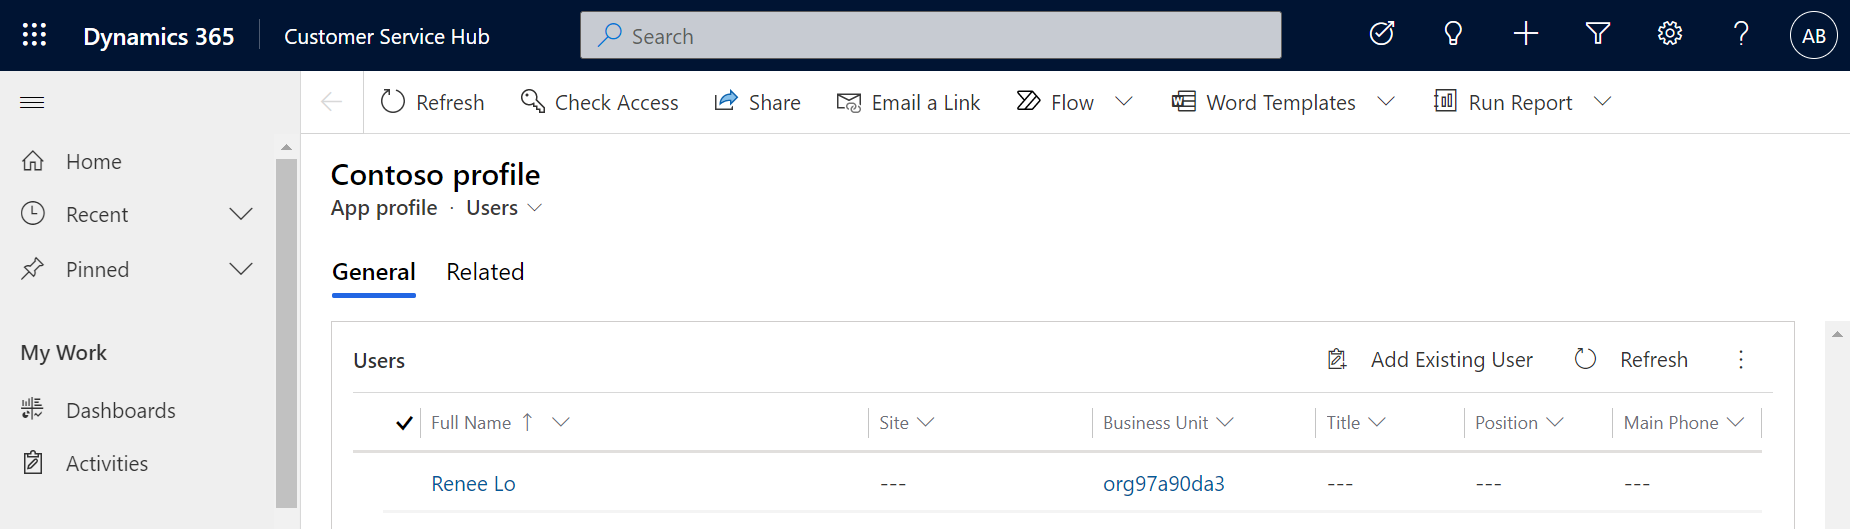 Dynamics 365 Customer Service Hub Search AB
Refresh Check Access Share Email a Link Flow Word Templates Run Report
Home
Recent
Pinned
My Work
Dashboards
Activities
Contoso profile
App profile · Users
General Related
Users Add Existing User Refresh
Full Name Site Business Unit Title Position Main Phone
Renee Lo --- org97a90da3 --- --- ---